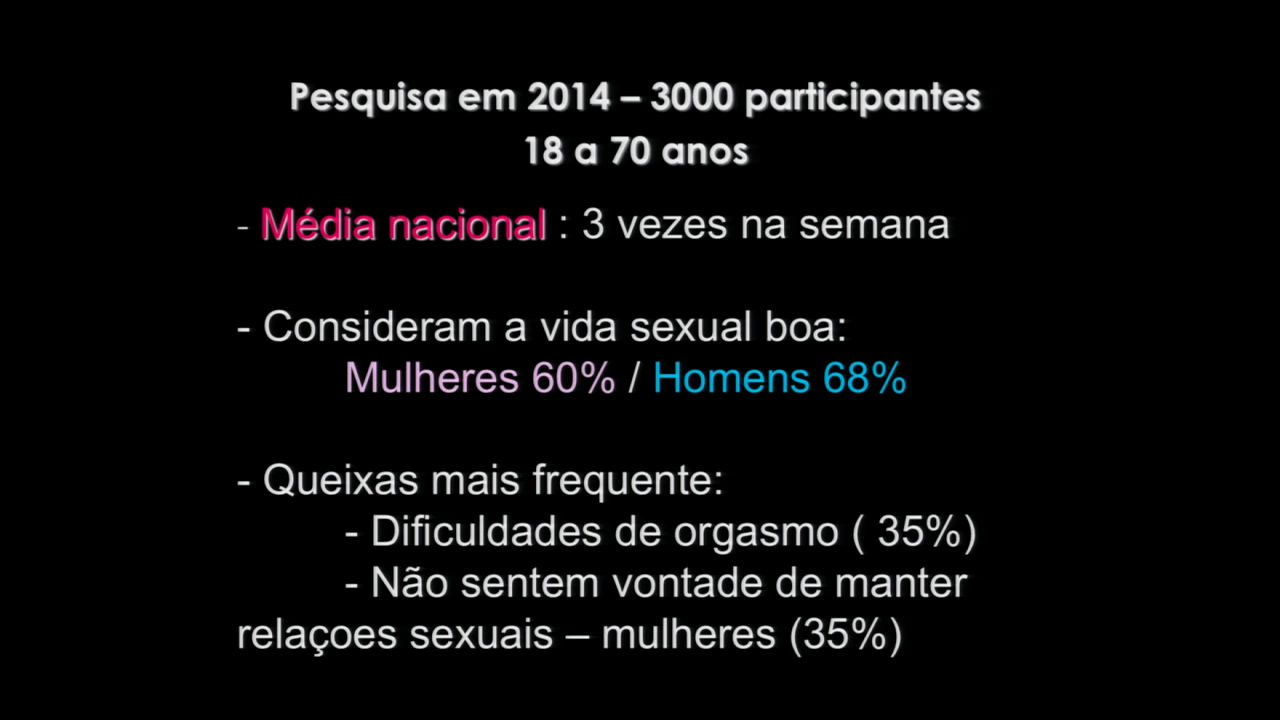 Pesquisa em 2014 – 3000 participantes
18 a 70 anos
- Média nacional : 3 vezes na semana
- Consideram a vida sexual boa:
Mulheres 60% / Homens 68%
- Queixas mais frequente:
- Dificuldades de orgasmo ( 35%)
- Não sentem vontade de manter
relaçoes sexuais – mulheres (35%)